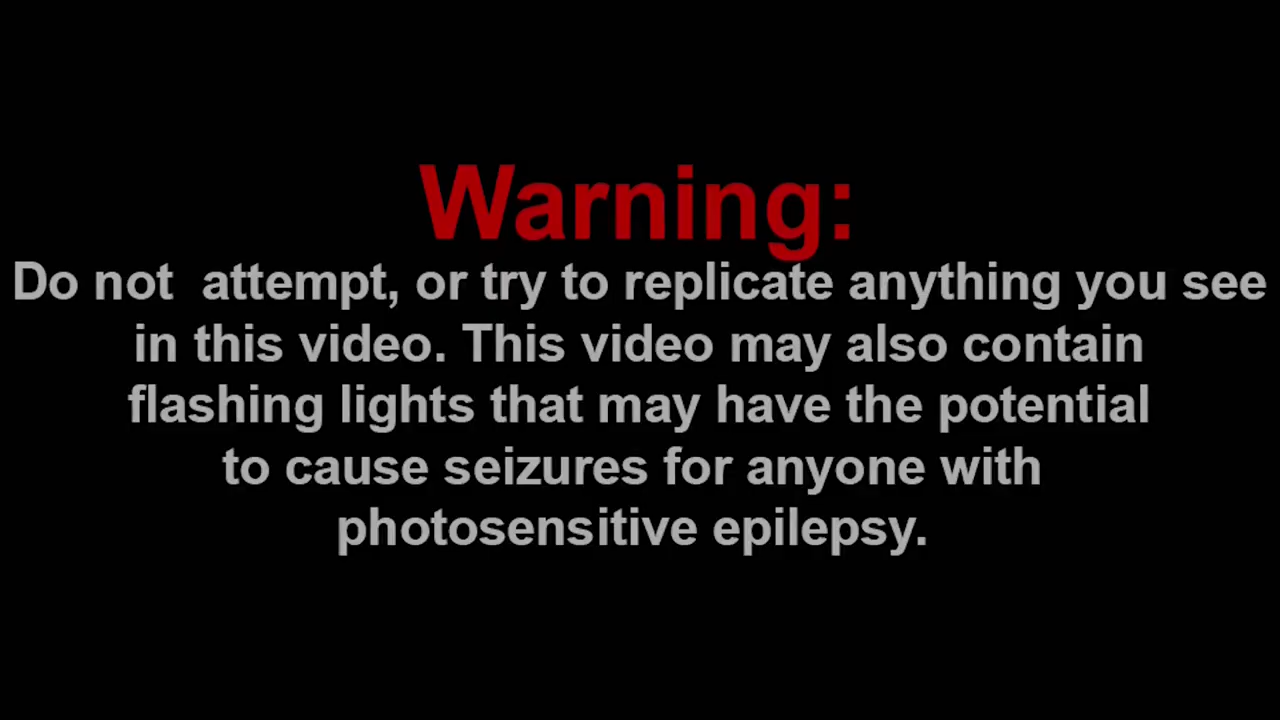 Warning:
Do not  attempt, or try to replicate anything you see
in this video. This video may also contain
flashing lights that may have the potential
to cause seizures for anyone with
photosensitive epilepsy.